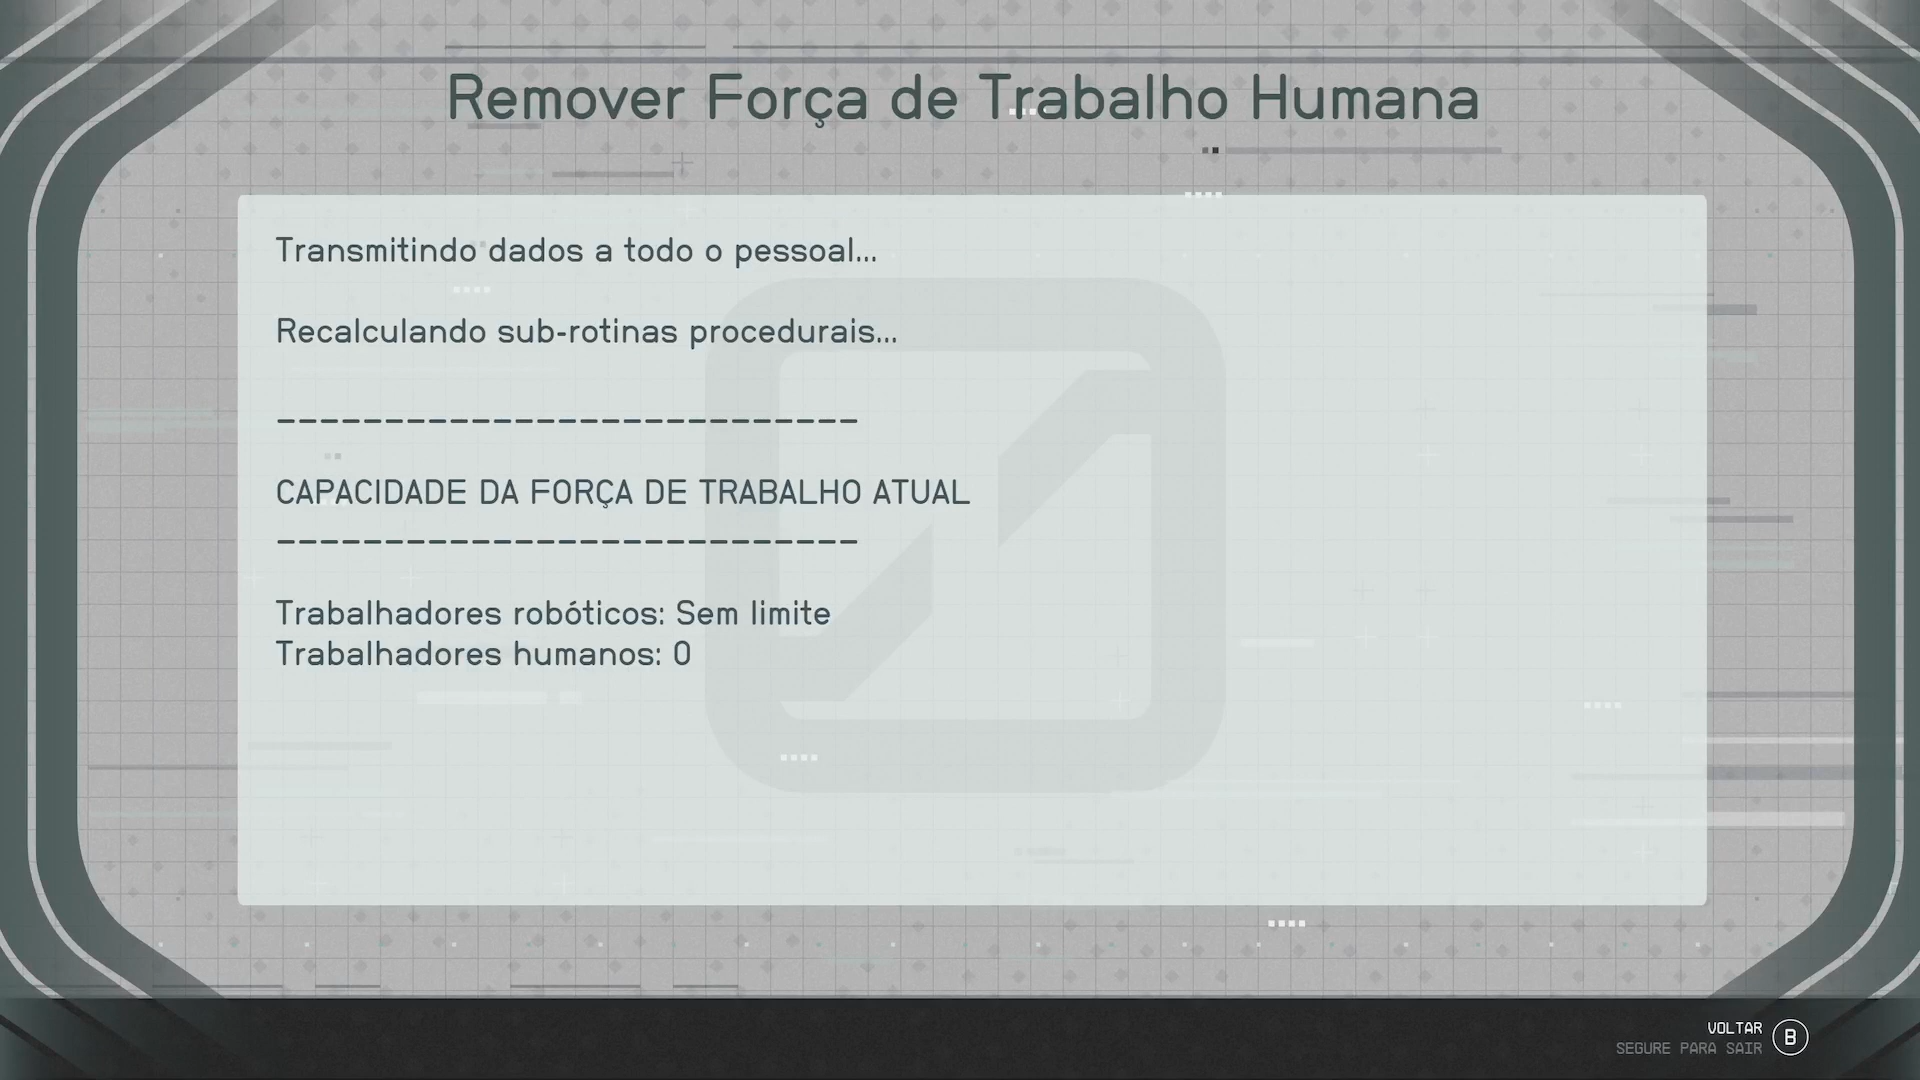 Remover Força de Trabalho Humana
Transmitindo dados a todo o pessoal...
Recalculando sub-rotinas procedurais...
---------------------------
CAPACIDADE DA FORÇA DE TRABALHO ATUAL
---------------------------
Trabalhadores robóticos: Sem limite
Trabalhadores humanos: 0
VOLTAR
SEGURE PARA SAIR
B